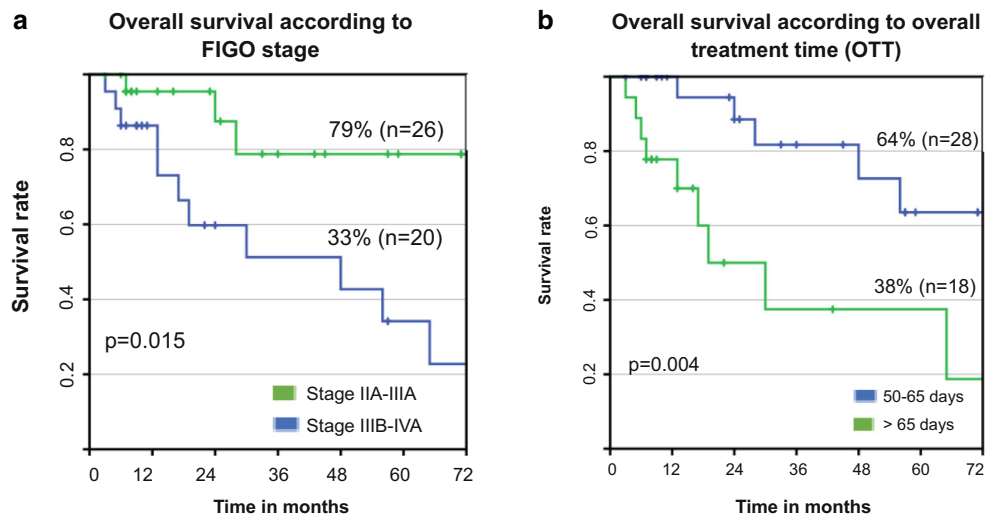 a
Overall survival according to
FIGO stage
79% (n=26)
33% (n=20)
p=0.015
Stage IIA-IIIA
Stage IIIB-IVA
Survival rate
0.8
0.6
0.4
0.2
0 12 24 36 48 60 72
Time in months
b
Overall survival according to overall
treatment time (OTT)
64% (n=28)
38% (n=18)
p=0.004
50-65 days
> 65 days
Survival rate
0.8
0.6
0.4
0.2
0 12 24 36 48 60 72
Time in months